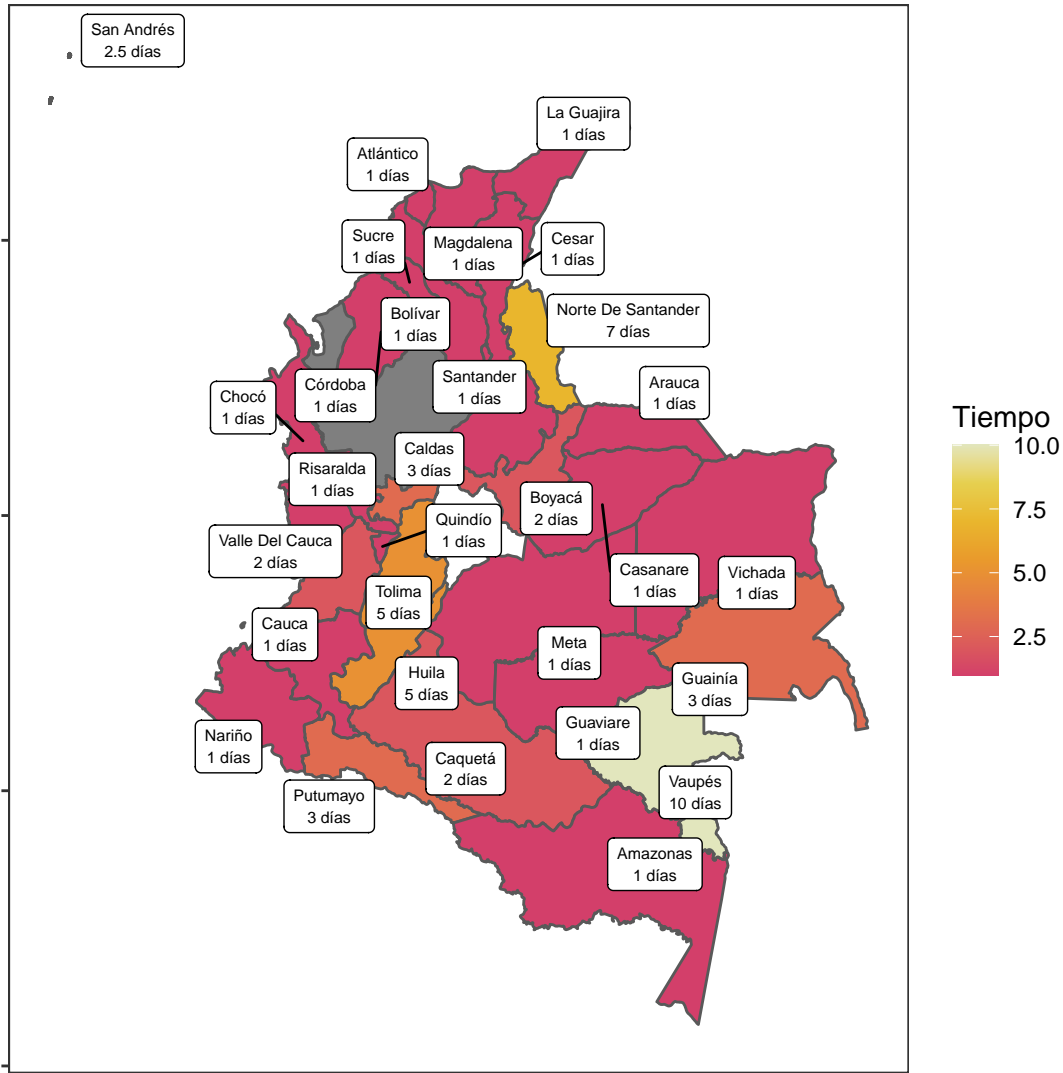 San Andrés
2.5 días
La Guajira
1 días
Atlántico
1 días
Sucre
1 días
Magdalena
1 días
Cesar
1 días
Bolívar
1 días
Norte De Santander
7 días
Córdoba
1 días
Santander
1 días
Arauca
1 días
Chocó
1 días
Caldas
3 días
Risaralda
1 días
Boyacá
2 días
Quindío
1 días
Valle Del Cauca
2 días
Casanare
1 días
Vichada
1 días
Tolima
5 días
Cauca
1 días
Meta
1 días
Huila
5 días
Guainía
3 días
Guaviare
1 días
Nariño
1 días
Caquetá
2 días
Vaupés
10 días
Putumayo
3 días
Amazonas
1 días
Tiempo
10.0
7.5
5.0
2.5